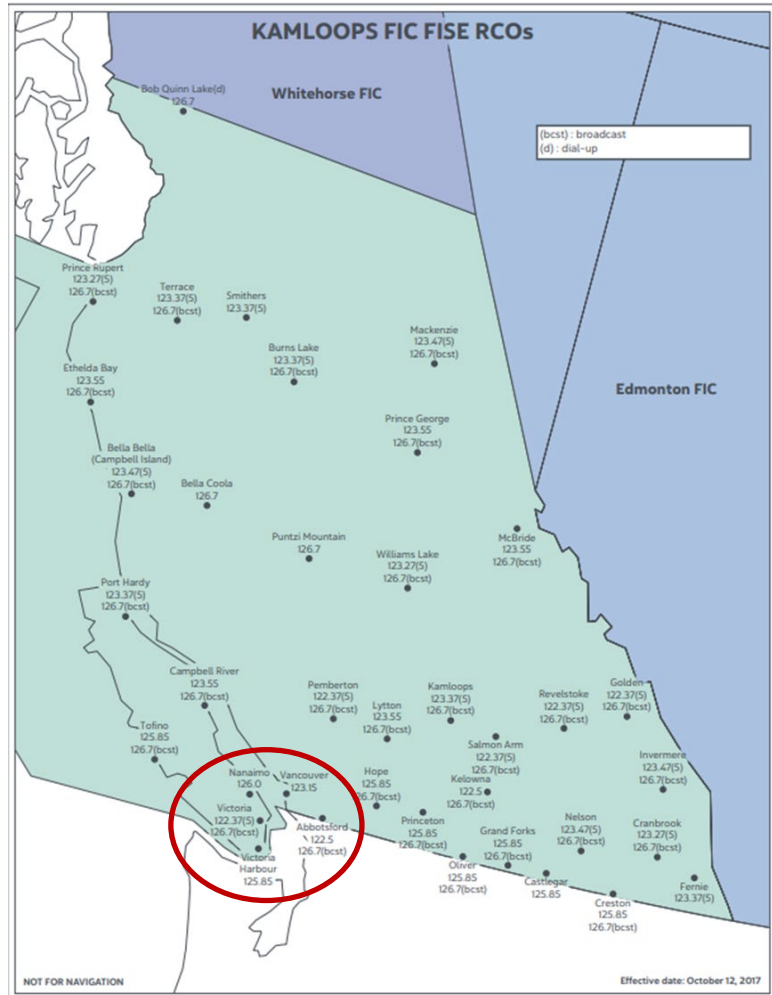 KAMLOOPS FIC FISE RCOs
Bob Quinn Lake(d)
126.7
Whitehorse FIC
(bcst) : broadcast
(d) : dial-up
Prince Rupert
123.27(5)
126.7(bcst)
Terrace
123.37(5)
126.7(bcst)
Smithers
123.37(5)
Burns Lake
123.37(5)
126.7(bcst)
Mackenzie
123.47(5)
126.7(bcst)
Ethelda Bay
123.55
126.7(bcst)
Edmonton FIC
Prince George
123.55
126.7(bcst)
Bella Bella
(Campbell Island)
123.47(5)
126.7(bcst)
Bella Coola
126.7
Puntzi Mountain
126.7
Williams Lake
123.27(5)
126.7(bcst)
McBride
123.55
126.7(bcst)
Port Hardy
123.37(5)
126.7(bcst)
Campbell River
123.55
126.7(bcst)
Pemberton
122.37(5)
126.7(bcst)
Lytton
123.55
126.7(bcst)
Kamloops
123.37(5)
126.7(bcst)
Revelstoke
122.37(5)
126.7(bcst)
Golden
122.37(5)
126.7(bcst)
Tofino
125.85
126.7(bcst)
Salmon Arm
122.37(5)
126.7(bcst)
Invermere
123.47(5)
126.7(bcst)
Nanaimo
126.0
Vancouver
123.15
Hope
125.85
126.7(bcst)
Kelowna
122.5
126.7(bcst)
Victoria
122.37(5)
126.7(bcst)
Abbotsford
122.5
126.7(bcst)
Princeton
125.85
126.7(bcst)
Grand Forks
125.85
126.7(bcst)
Nelson
123.47(5)
126.7(bcst)
Cranbrook
123.27(5)
126.7(bcst)
Victoria
Harbour
125.85
Oliver
125.85
126.7(bcst)
Castlegar
125.85
Creston
125.85
126.7(bcst)
Fernie
123.37(5)
NOT FOR NAVIGATION
Effective date: October 12, 2017